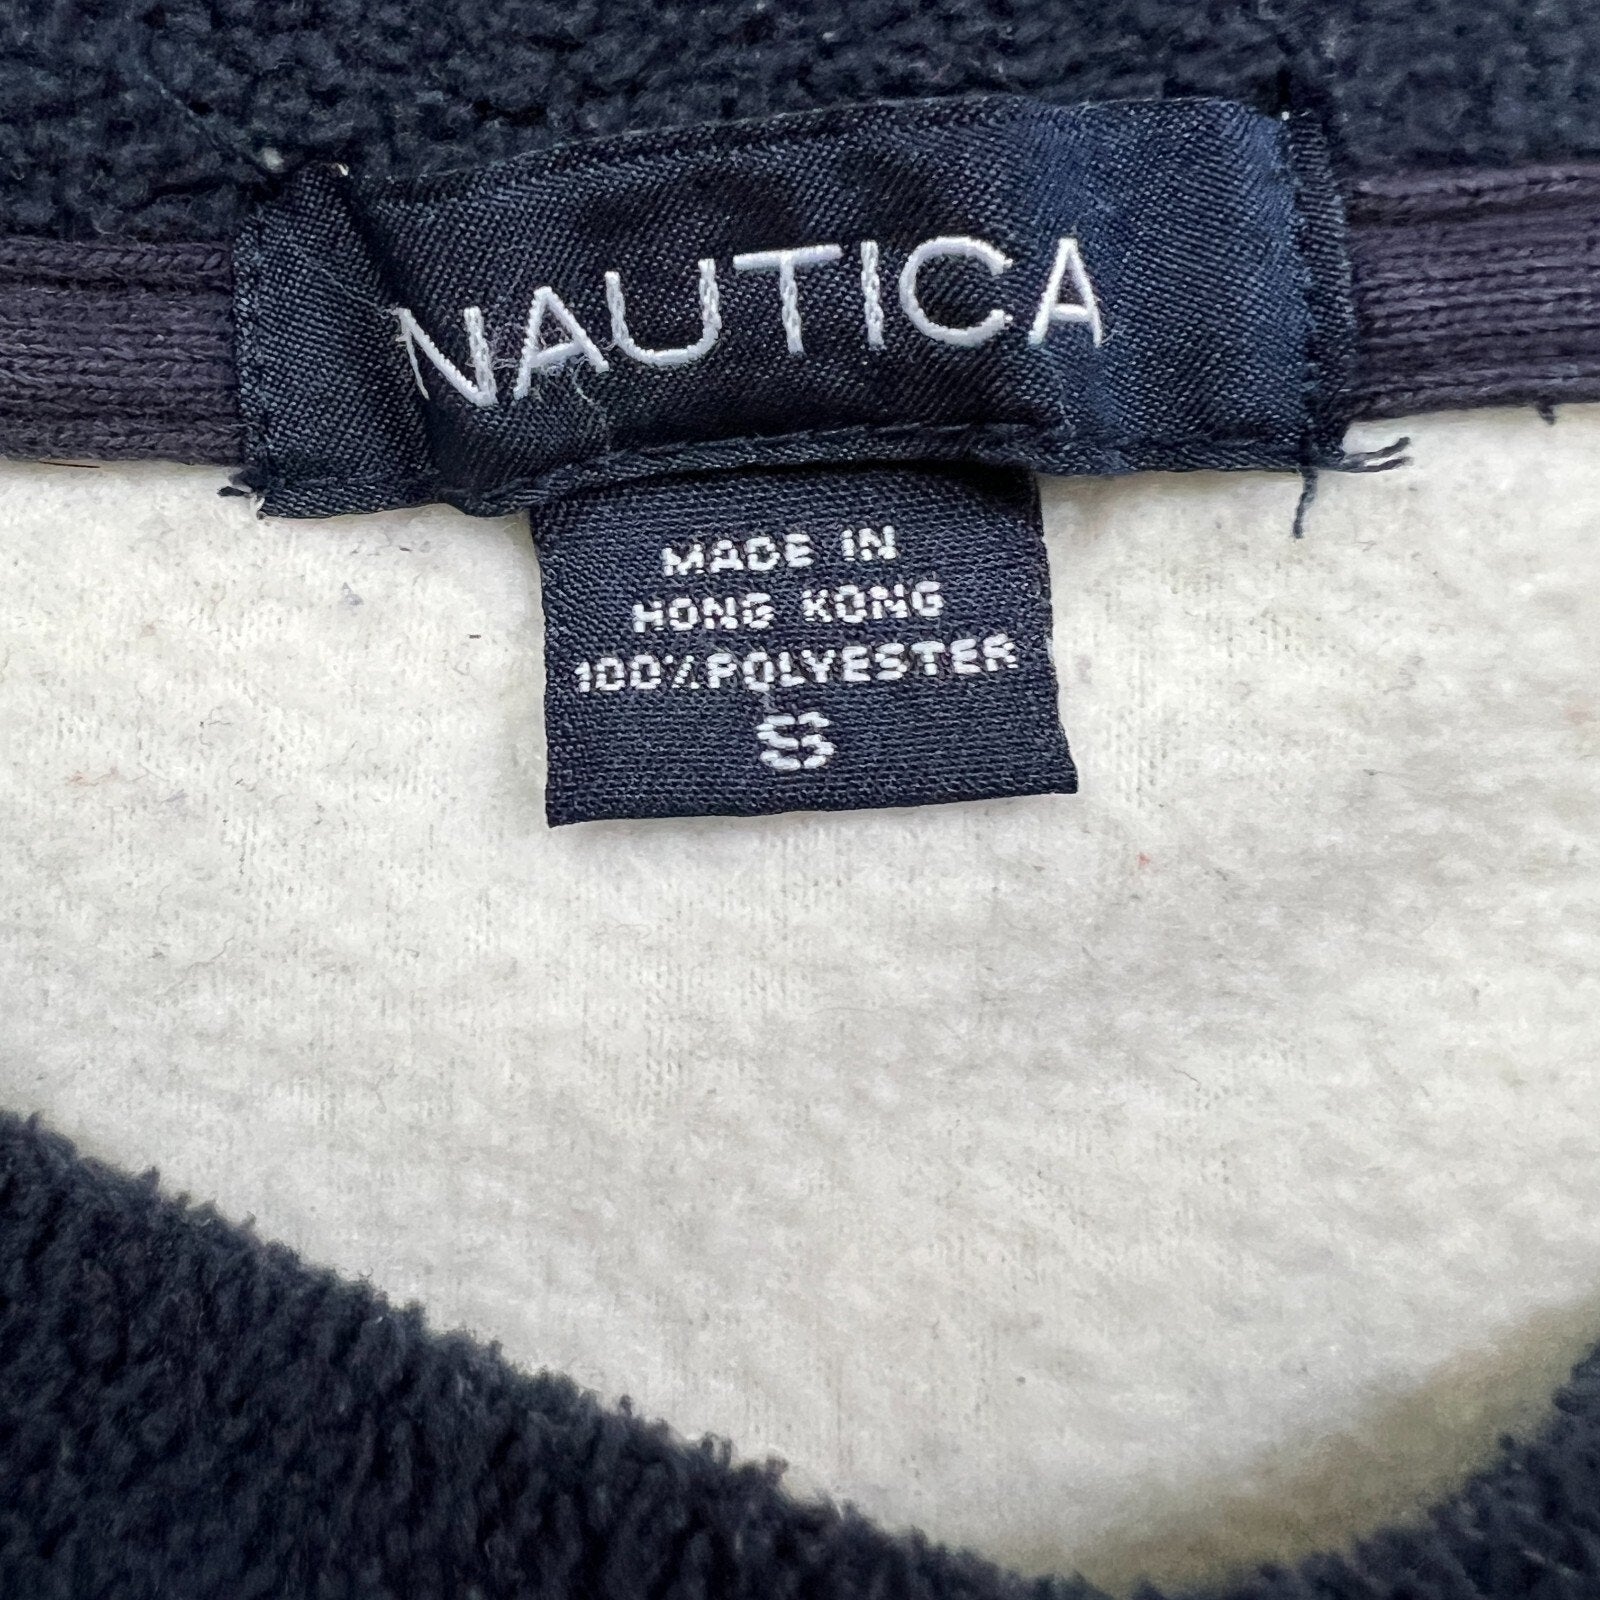 NAUTICA
MADE IN
HONG KONG
100% POLYESTER
S